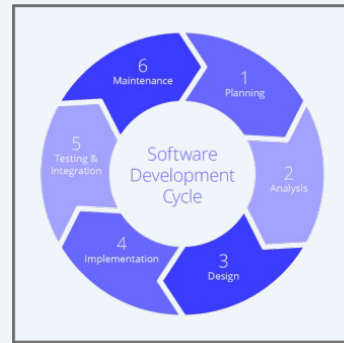 Software
Development
Cycle
1
Planning
2
Analysis
3
Design
4
Implementation
5
Testing &
Integration
6
Maintenance